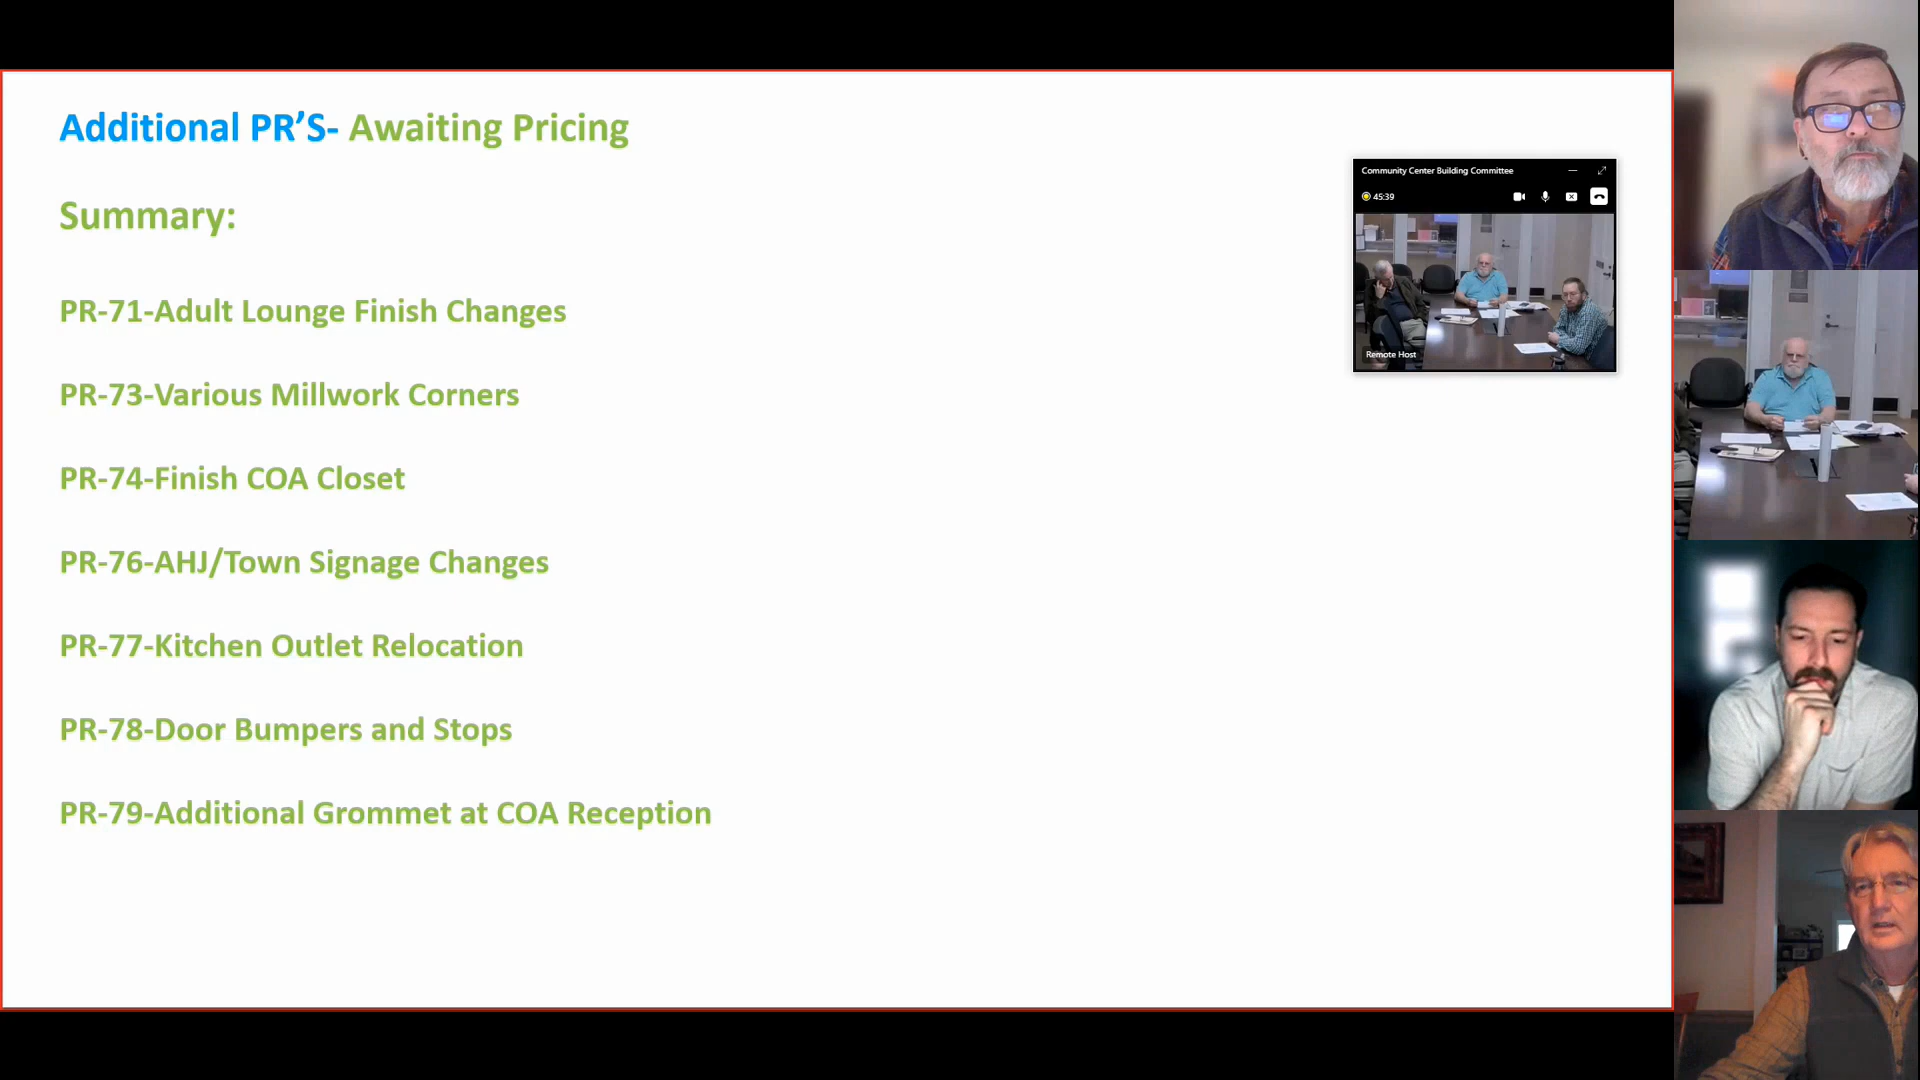 Additional PR’S- Awaiting Pricing
Summary:
PR-71-Adult Lounge Finish Changes
PR-73-Various Millwork Corners
PR-74-Finish COA Closet
PR-76-AHJ/Town Signage Changes
PR-77-Kitchen Outlet Relocation
PR-78-Door Bumpers and Stops
PR-79-Additional Grommet at COA Reception
Community Center Building Committee
45:39
Remote Host